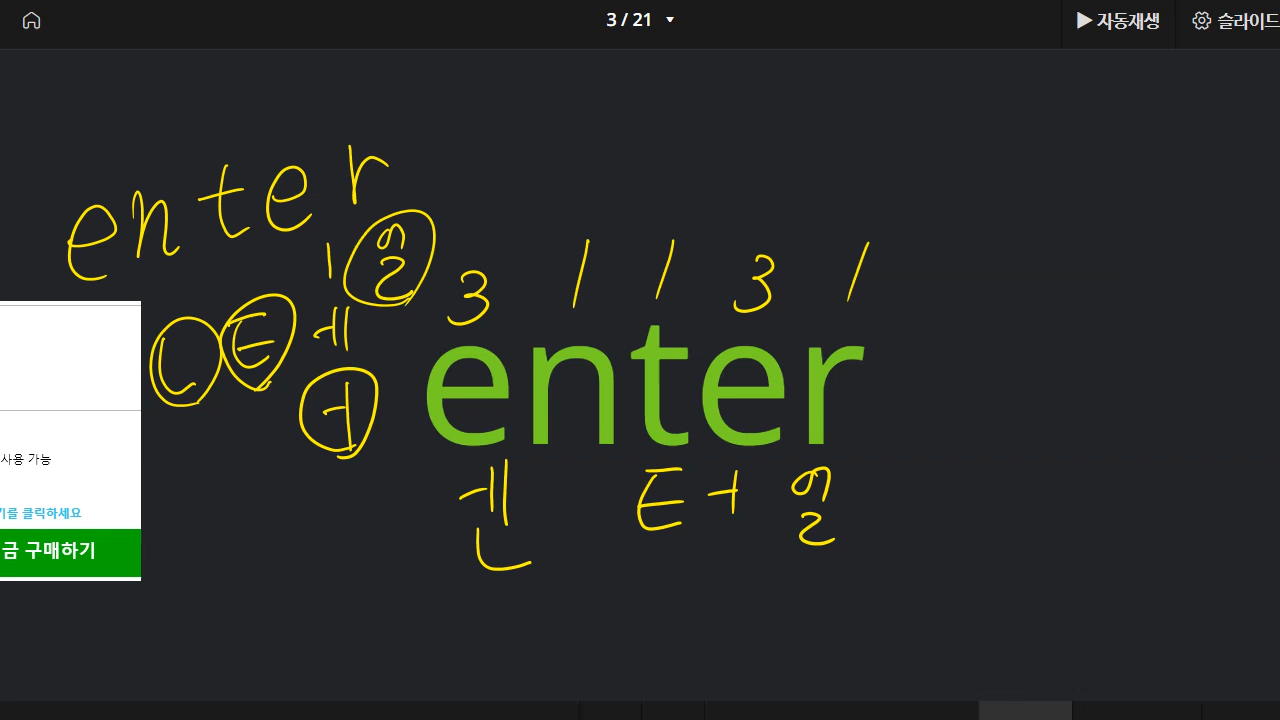 3 / 21
▶ 자동재생
슬라이드
enter
1
3 1 1 3 1
ㄴ ㅌ ㅔ
ㅓ
enter
사용 가능
기를 클릭하세요
금 구매하기